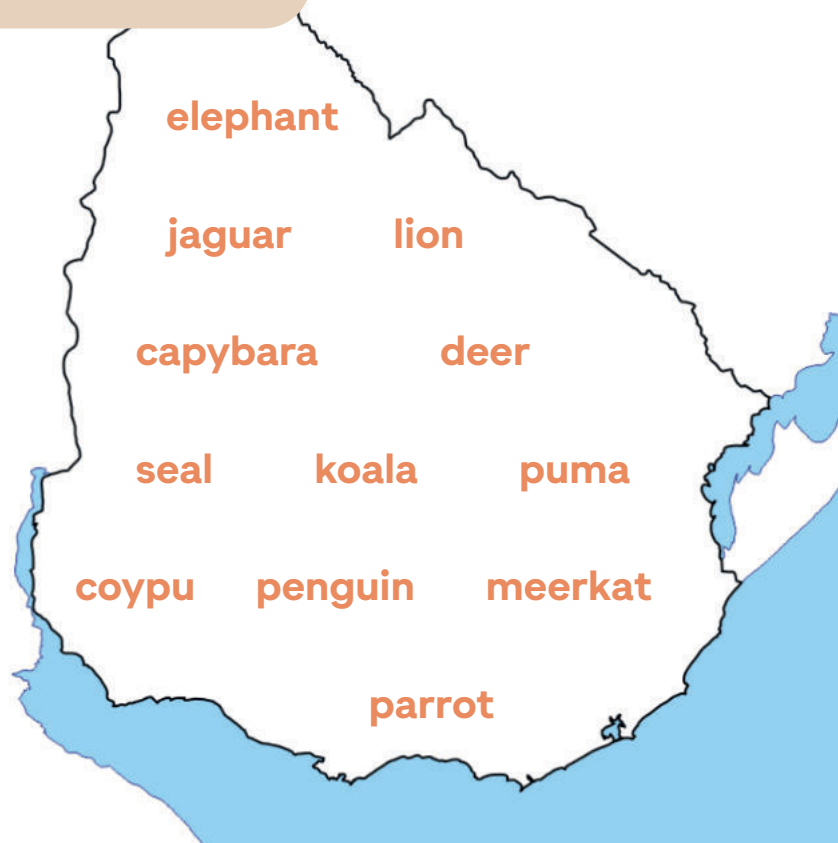 elephant
jaguar lion
capybara deer
seal koala puma
coypu penguin meerkat
parrot